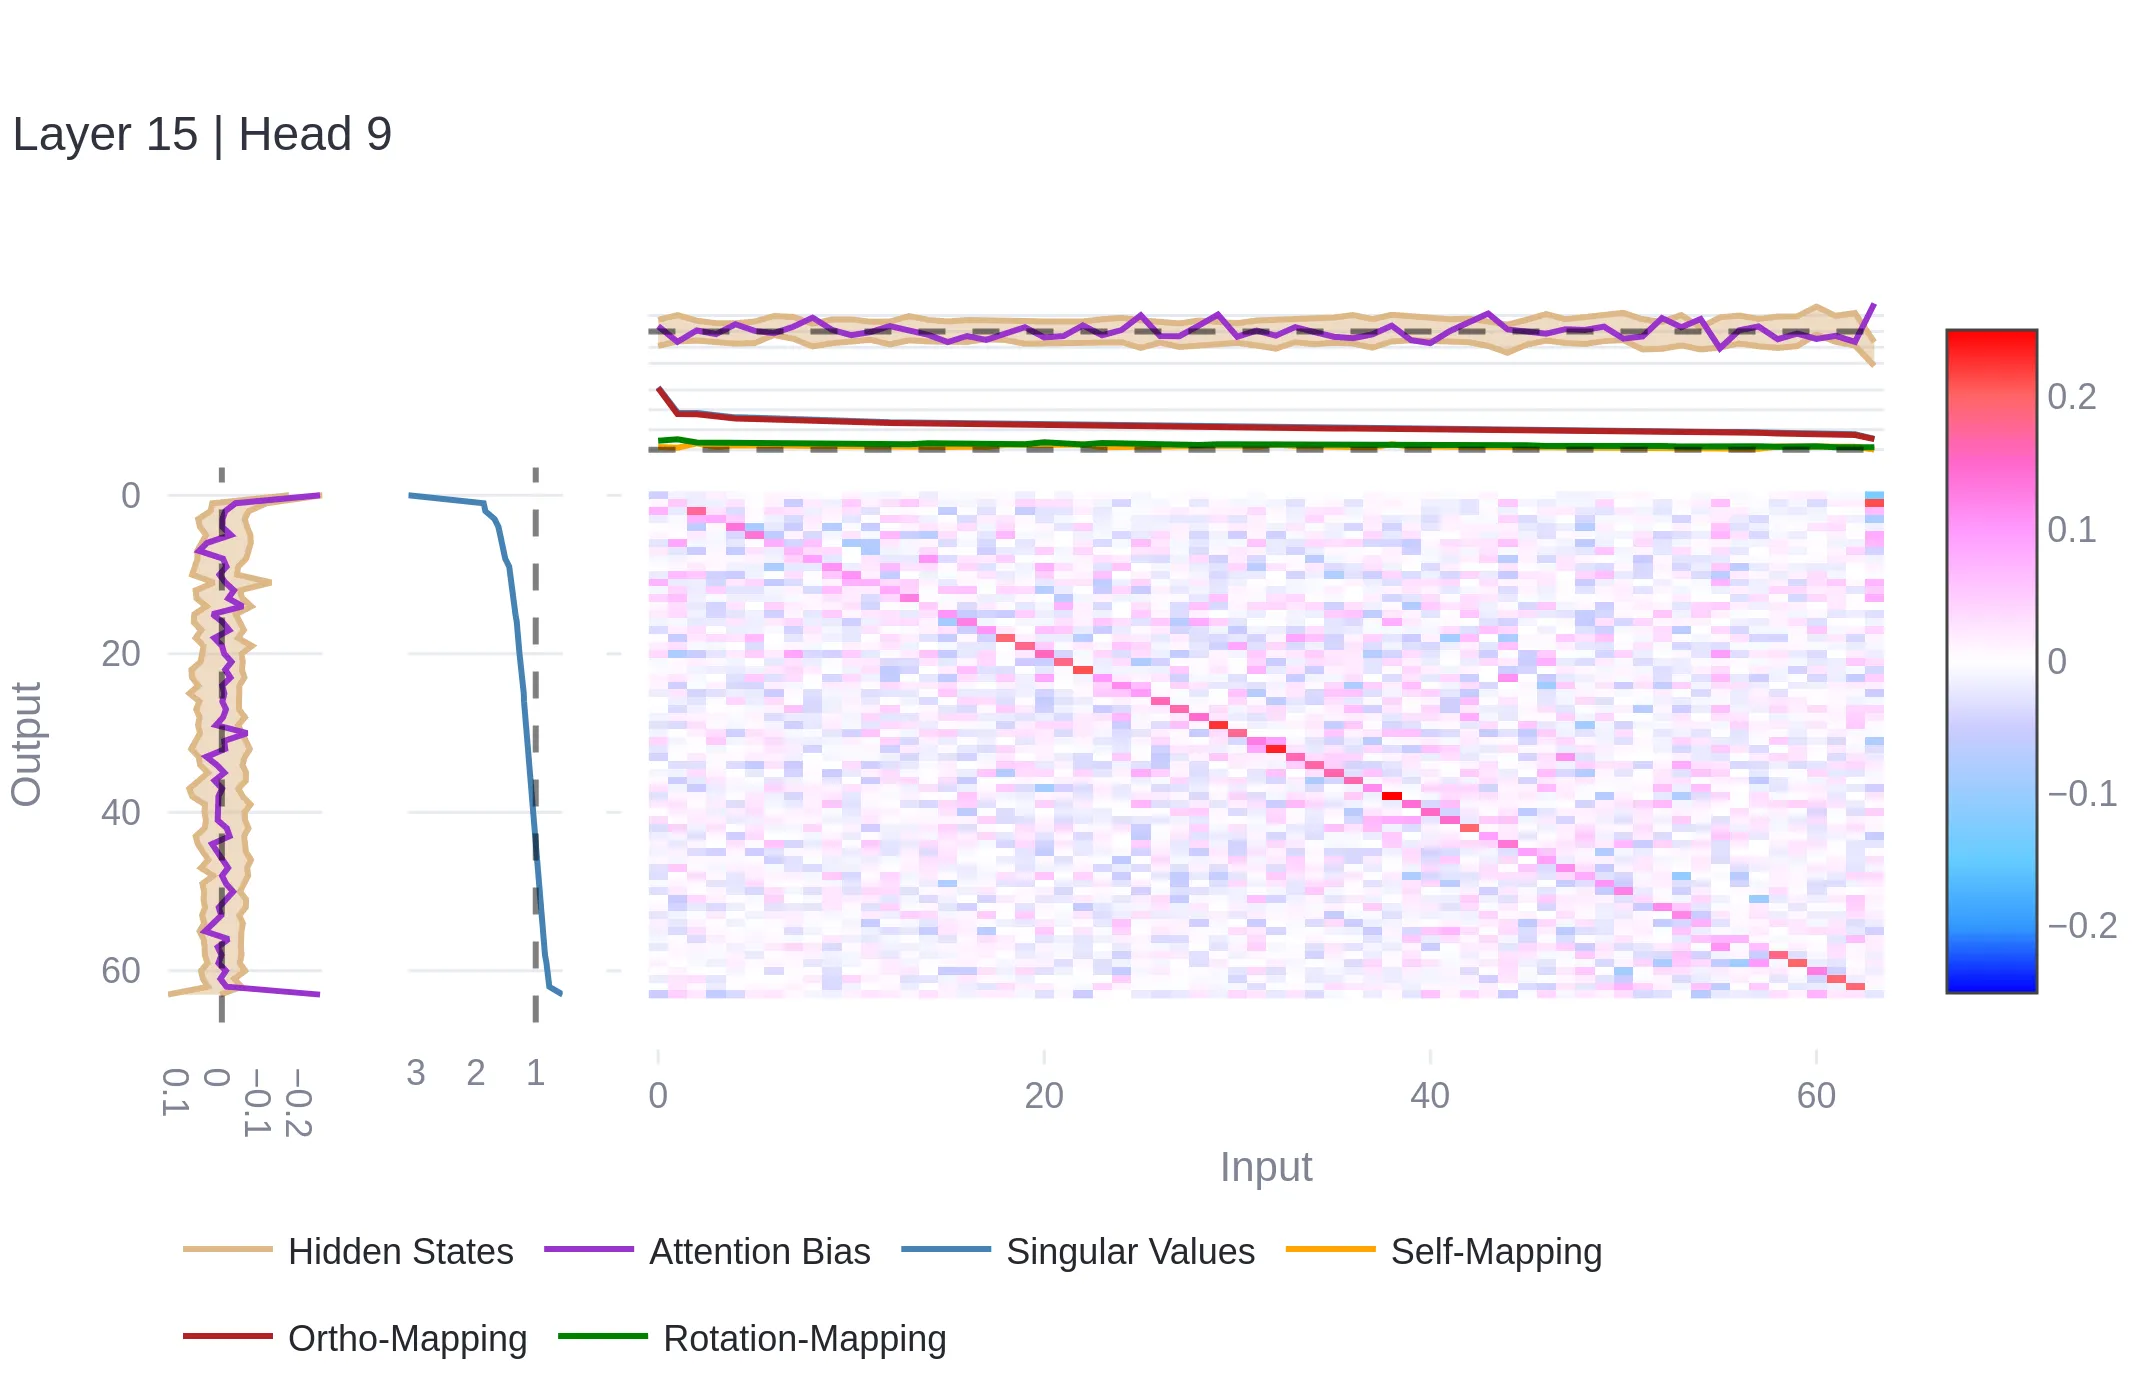 Layer 15 | Head 9
0
20
40
60
Output
0.1
0
−0.1
−0.2
3
2
1
0
20
40
60
Input
0.2
0.1
0
−0.1
−0.2
Hidden States
Attention Bias
Singular Values
Self-Mapping
Ortho-Mapping
Rotation-Mapping